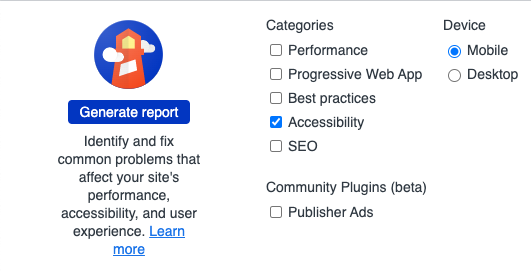 Generate report
Identify and fix
common problems that
affect your site's
performance,
accessibility, and user
experience. Learn
more
Categories
Performance
Progressive Web App
Best practices
Accessibility
SEO
Community Plugins (beta)
Publisher Ads
Device
Mobile
Desktop